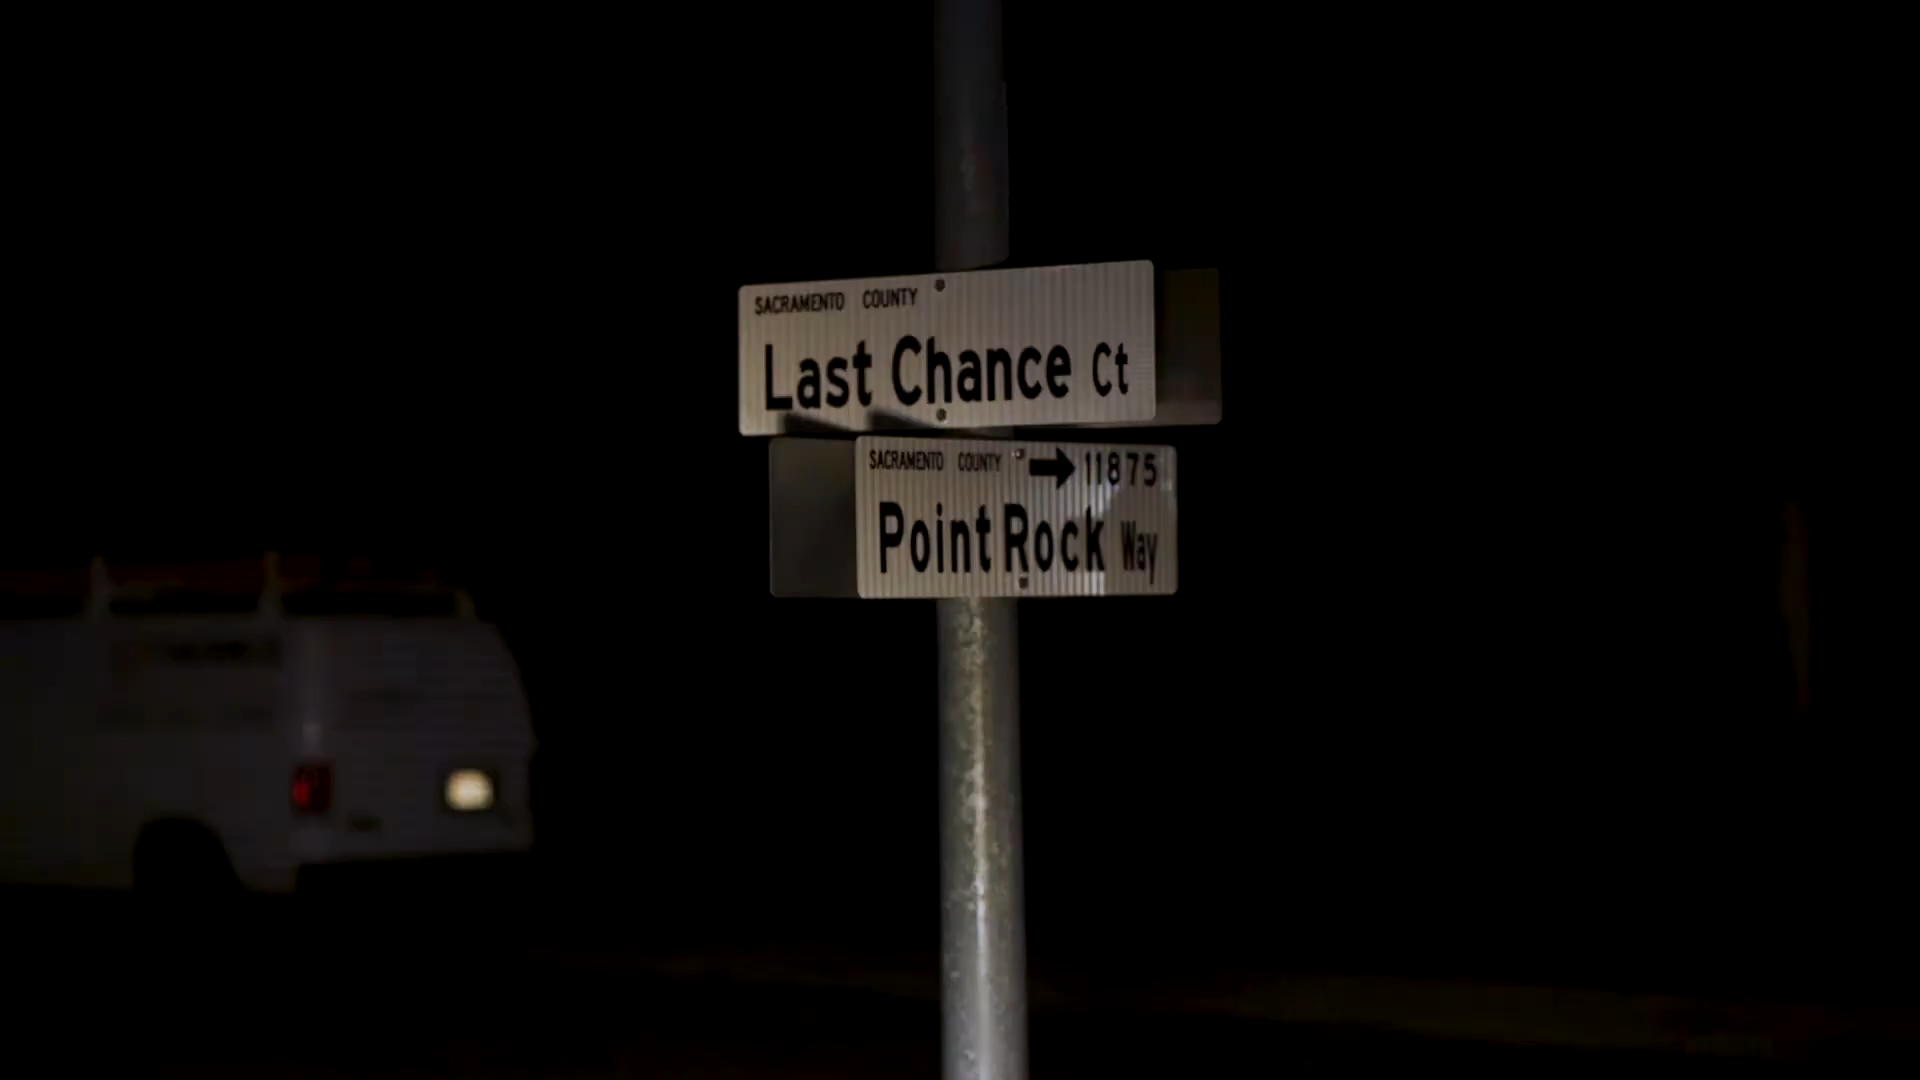 SACRAMENTO COUNTY
Last Chance Ct
SACRAMENTO COUNTY → 11875
Point Rock Way